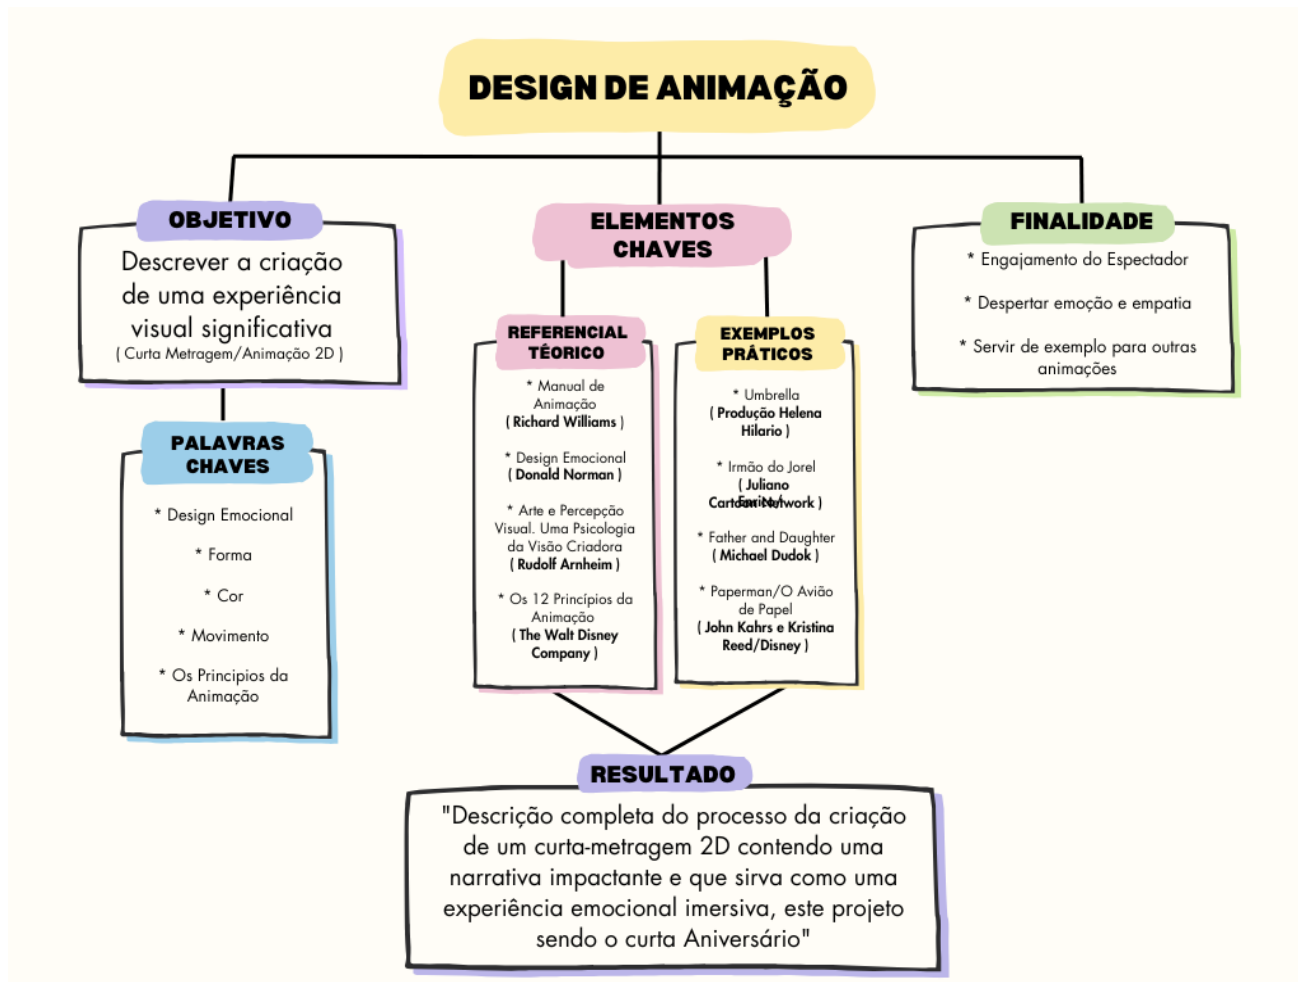 DESIGN DE ANIMAÇÃO
OBJETIVO
Descrever a criação
de uma experiência
visual significativa
( Curta Metragem/Animação 2D )
PALAVRAS
CHAVES
* Design Emocional
* Forma
* Cor
* Movimento
* Os Principios da
Animação
ELEMENTOS
CHAVES
REFERENCIAL
TÉORICO
* Manual de
Animação
( Richard Williams )
* Design Emocional
( Donald Norman )
* Arte e Percepção
Visual. Uma Psicologia
da Visão Criadora
( Rudolf Arnheim )
* Os 12 Princípios da
Animação
( The Walt Disney
Company )
EXEMPLOS
PRÁTICOS
* Umbrella
( Produção Helena
Hilario )
* Irmão do Jorel
( Juliano
Enrico/
Cartoon Network )
* Father and Daughter
( Michael Dudok )
* Paperman/O Avião
de Papel
( John Kahrs e Kristina
Reed/Disney )
FINALIDADE
* Engajamento do Espectador
* Despertar emoção e empatia
* Servir de exemplo para outras
animações
RESULTADO
"Descrição completa do processo da criação
de um curta-metragem 2D contendo uma
narrativa impactante e que sirva como uma
experiência emocional imersiva, este projeto
sendo o curta Aniversário"